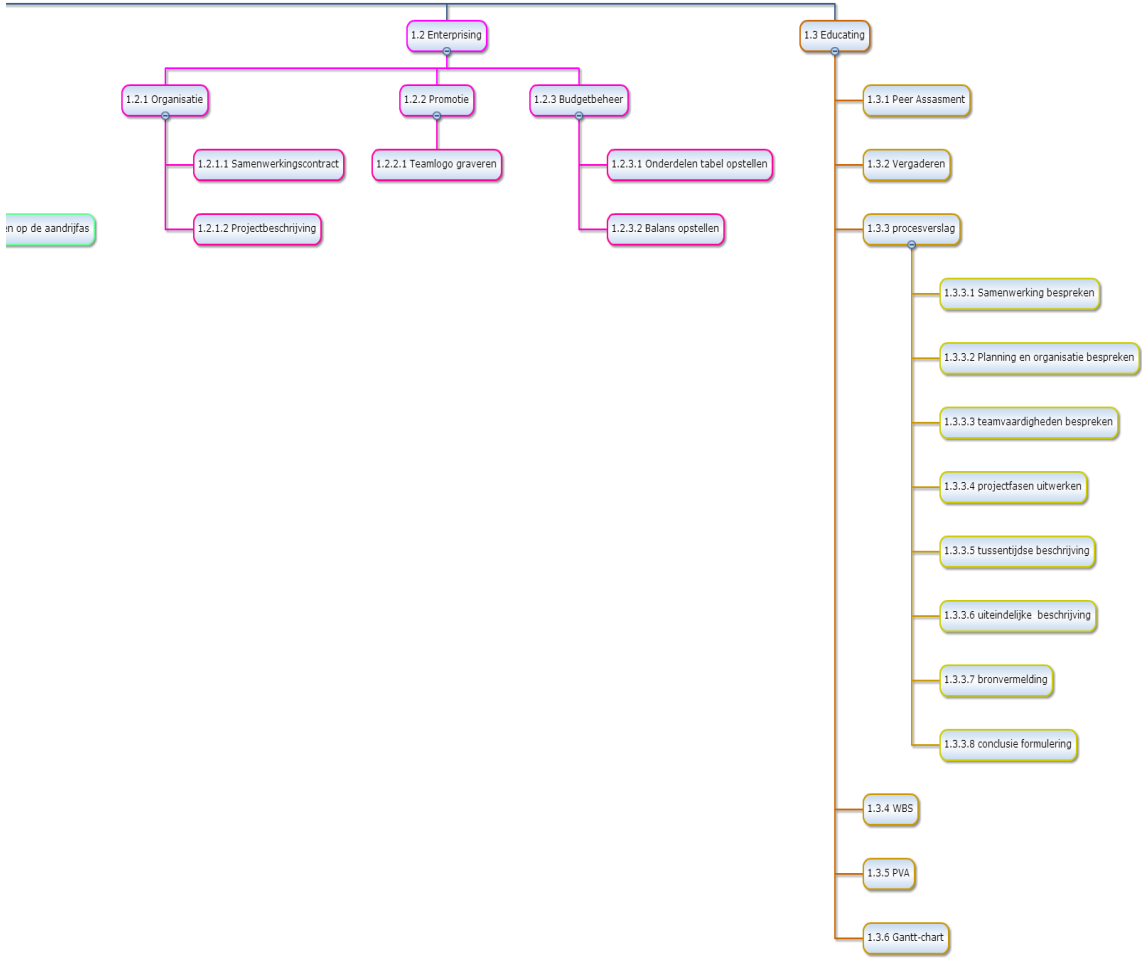 1.2 Enterprising
1.3 Educating
1.2.1 Organisatie
1.2.2 Promotie
1.2.3 Budgetbeheer
1.3.1 Peer Assasment
1.2.1.1 Samenwerkingscontract
1.2.2.1 Teamlogo graveren
1.2.3.1 Onderdelen tabel opstellen
1.3.2 Vergaderen
en op de aandrijfas
1.2.1.2 Projectbeschrijving
1.2.3.2 Balans opstellen
1.3.3 procesverslag
1.3.3.1 Samenwerking bespreken
1.3.3.2 Planning en organisatie bespreken
1.3.3.3 teamvaardigheden bespreken
1.3.3.4 projectfasen uitwerken
1.3.3.5 tussentijdse beschrijving
1.3.3.6 uiteindelijke  beschrijving
1.3.3.7 bronvermelding
1.3.3.8 conclusie formulering
1.3.4 WBS
1.3.5 PVA
1.3.6 Gantt-chart